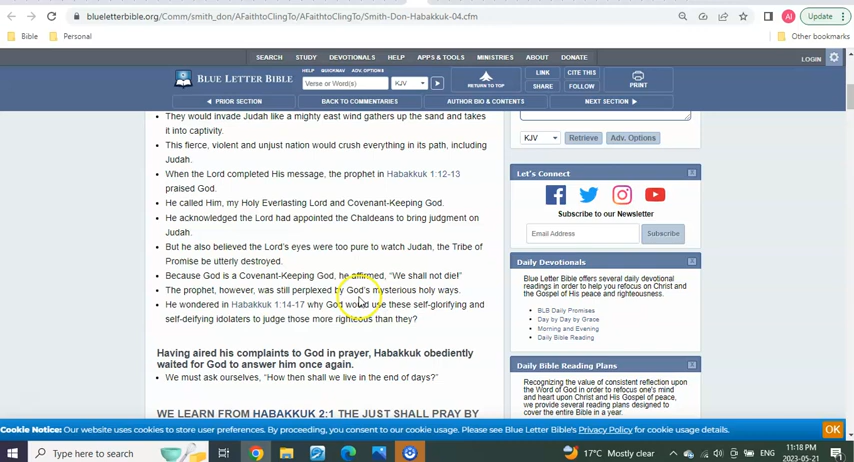 blueletterbible.org/Comm/smith_don/AFaithtoClingTo/AFaithtoClingTo/Smith-Don-Habakkuk-04.cfm
AI
Update
Bible
Personal
Other bookmarks
SEARCH STUDY DEVOTIONALS HELP APPS & TOOLS MINISTRIES ABOUT DONATE
LOGIN
BLUE LETTER BIBLE
HELP QUICKNAV ADV. OPTIONS
Verse or Word(s)
KJV
RETURN TO TOP
LINK
CITE THIS
SHARE
FOLLOW
PRINT
PRIOR SECTION
BACK TO COMMENTARIES
AUTHOR BIO & CONTENTS
NEXT SECTION
They would invade Judah like a mighty east wind gathers up the sand and takes
it into captivity.
This fierce, violent and unjust nation would crush everything in its path, including
Judah.
When the Lord completed His message, the prophet in Habakkuk 1:12-13
praised God.
He called Him, my Holy Everlasting Lord and Covenant-Keeping God.
He acknowledged the Lord had appointed the Chaldeans to bring judgment on
Judah.
But he also believed the Lord's eyes were too pure to watch Judah, the Tribe of
Promise be utterly destroyed.
Because God is a Covenant-Keeping God, he affirmed, “We shall not die!”
The prophet, however, was still perplexed by God's mysterious holy ways.
He wondered in Habakkuk 1:14-17 why God would use these self-glorifying and
self-deifying idolaters to judge those more righteous than they?
Having aired his complaints to God in prayer, Habakkuk obediently
waited for God to answer him once again.
We must ask ourselves, “How then shall we live in the end of days?”
WE LEARN FROM HABAKKUK 2:1 THE JUST SHALL PRAY BY
KJV
Retrieve
Adv. Options
Let's Connect
Subscribe to our Newsletter
Email Address
Subscribe
Daily Devotionals
Blue Letter Bible offers several daily devotional
readings in order to help you refocus on Christ and
the Gospel of His peace and righteousness.
BLB Daily Promises
Day by Day by Grace
Morning and Evening
Daily Bible Reading
Daily Bible Reading Plans
Recognizing the value of consistent reflection upon
the Word of God in order to refocus one's mind and
heart upon Christ and His Gospel of peace, we
provide several reading plans designed to cover the
entire Bible in a year.
Cookie Notice: Our website uses cookies to store user preferences. By proceeding, you consent to our cookie usage. Please see Blue Letter Bible's Privacy Policy for cookie usage details.
OK
Type here to search
17°C Mostly clear
ENG
11:18 PM
2023-05-21